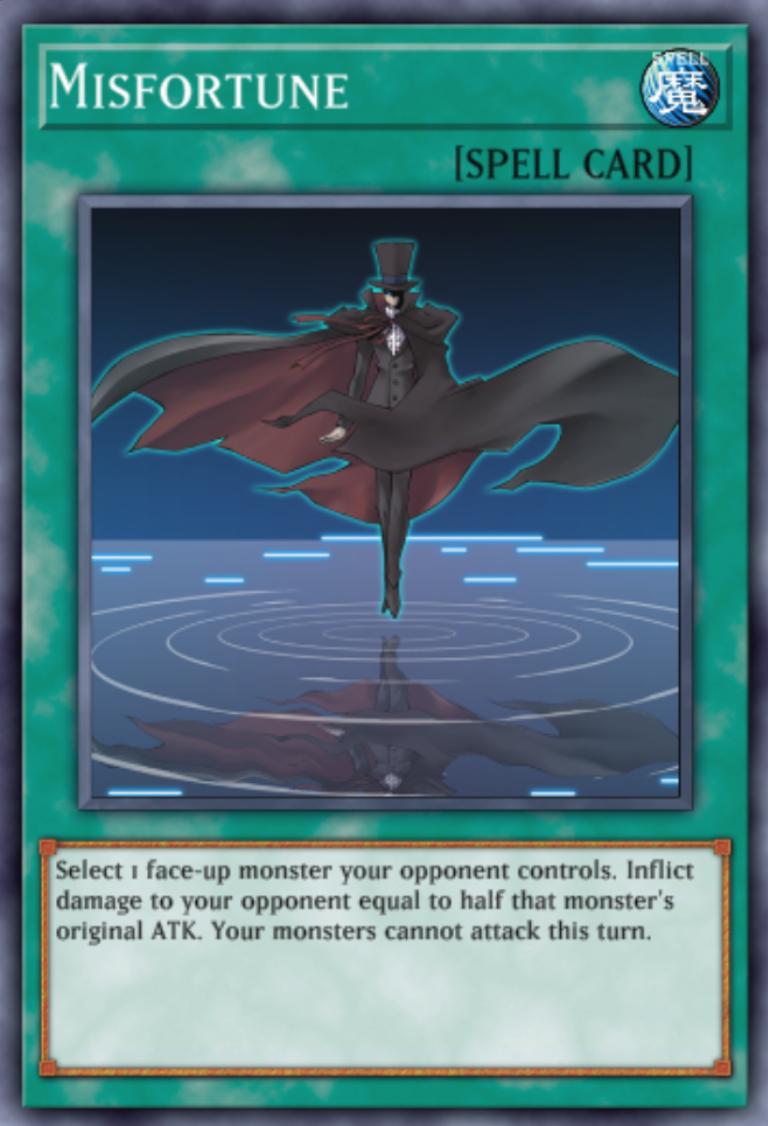 MISFORTUNE
SPELL
魔
[SPELL CARD]
Select 1 face-up monster your opponent controls. Inflict
damage to your opponent equal to half that monster's
original ATK. Your monsters cannot attack this turn.